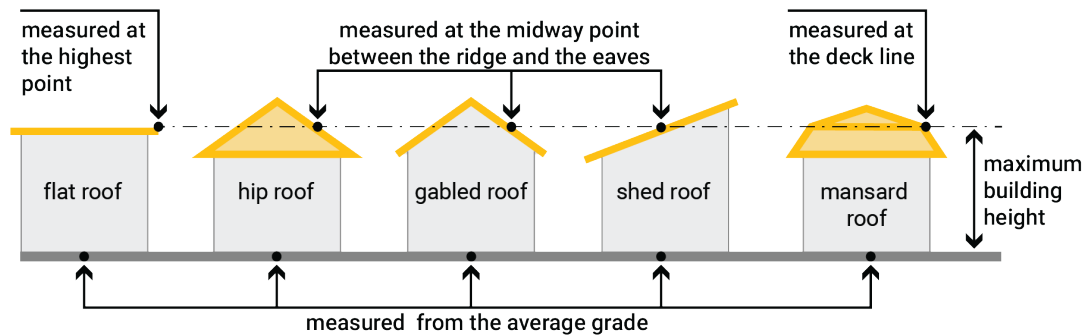 measured at
the highest
point
measured at the midway point
between the ridge and the eaves
measured at
the deck line
flat roof
hip roof
gabled roof
shed roof
mansard
roof
maximum
building
height
measured from the average grade